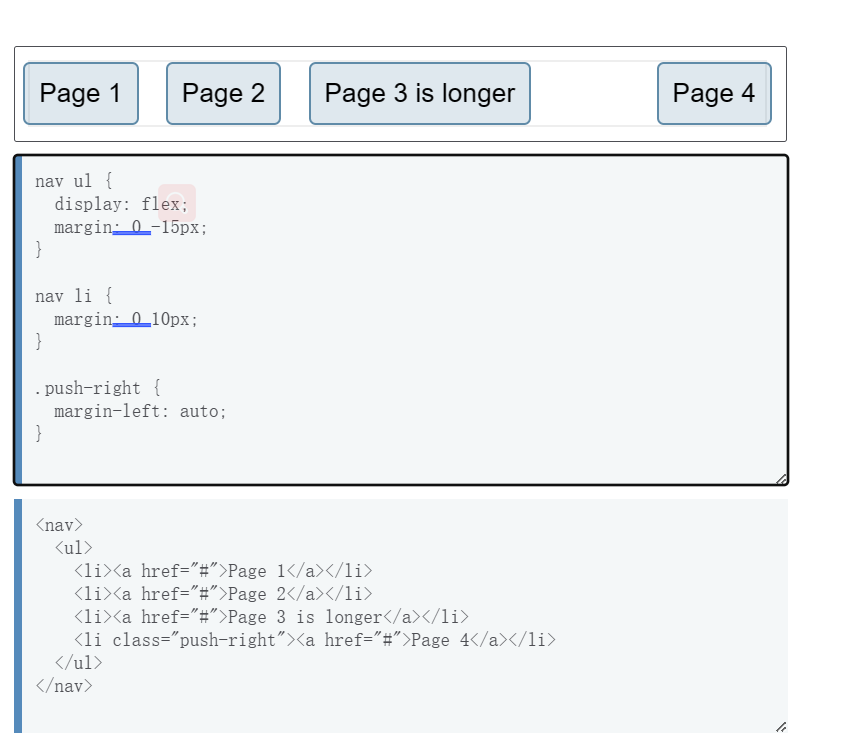 Page 1 Page 2 Page 3 is longer Page 4
nav ul {
  display: flex;
  margin: 0 -15px;
}

nav li {
  margin: 0 10px;
}

.push-right {
  margin-left: auto;
}

<nav>
  <ul>
    <li><a href="#">Page 1</a></li>
    <li><a href="#">Page 2</a></li>
    <li><a href="#">Page 3 is longer</a></li>
    <li class="push-right"><a href="#">Page 4</a></li>
  </ul>
</nav>